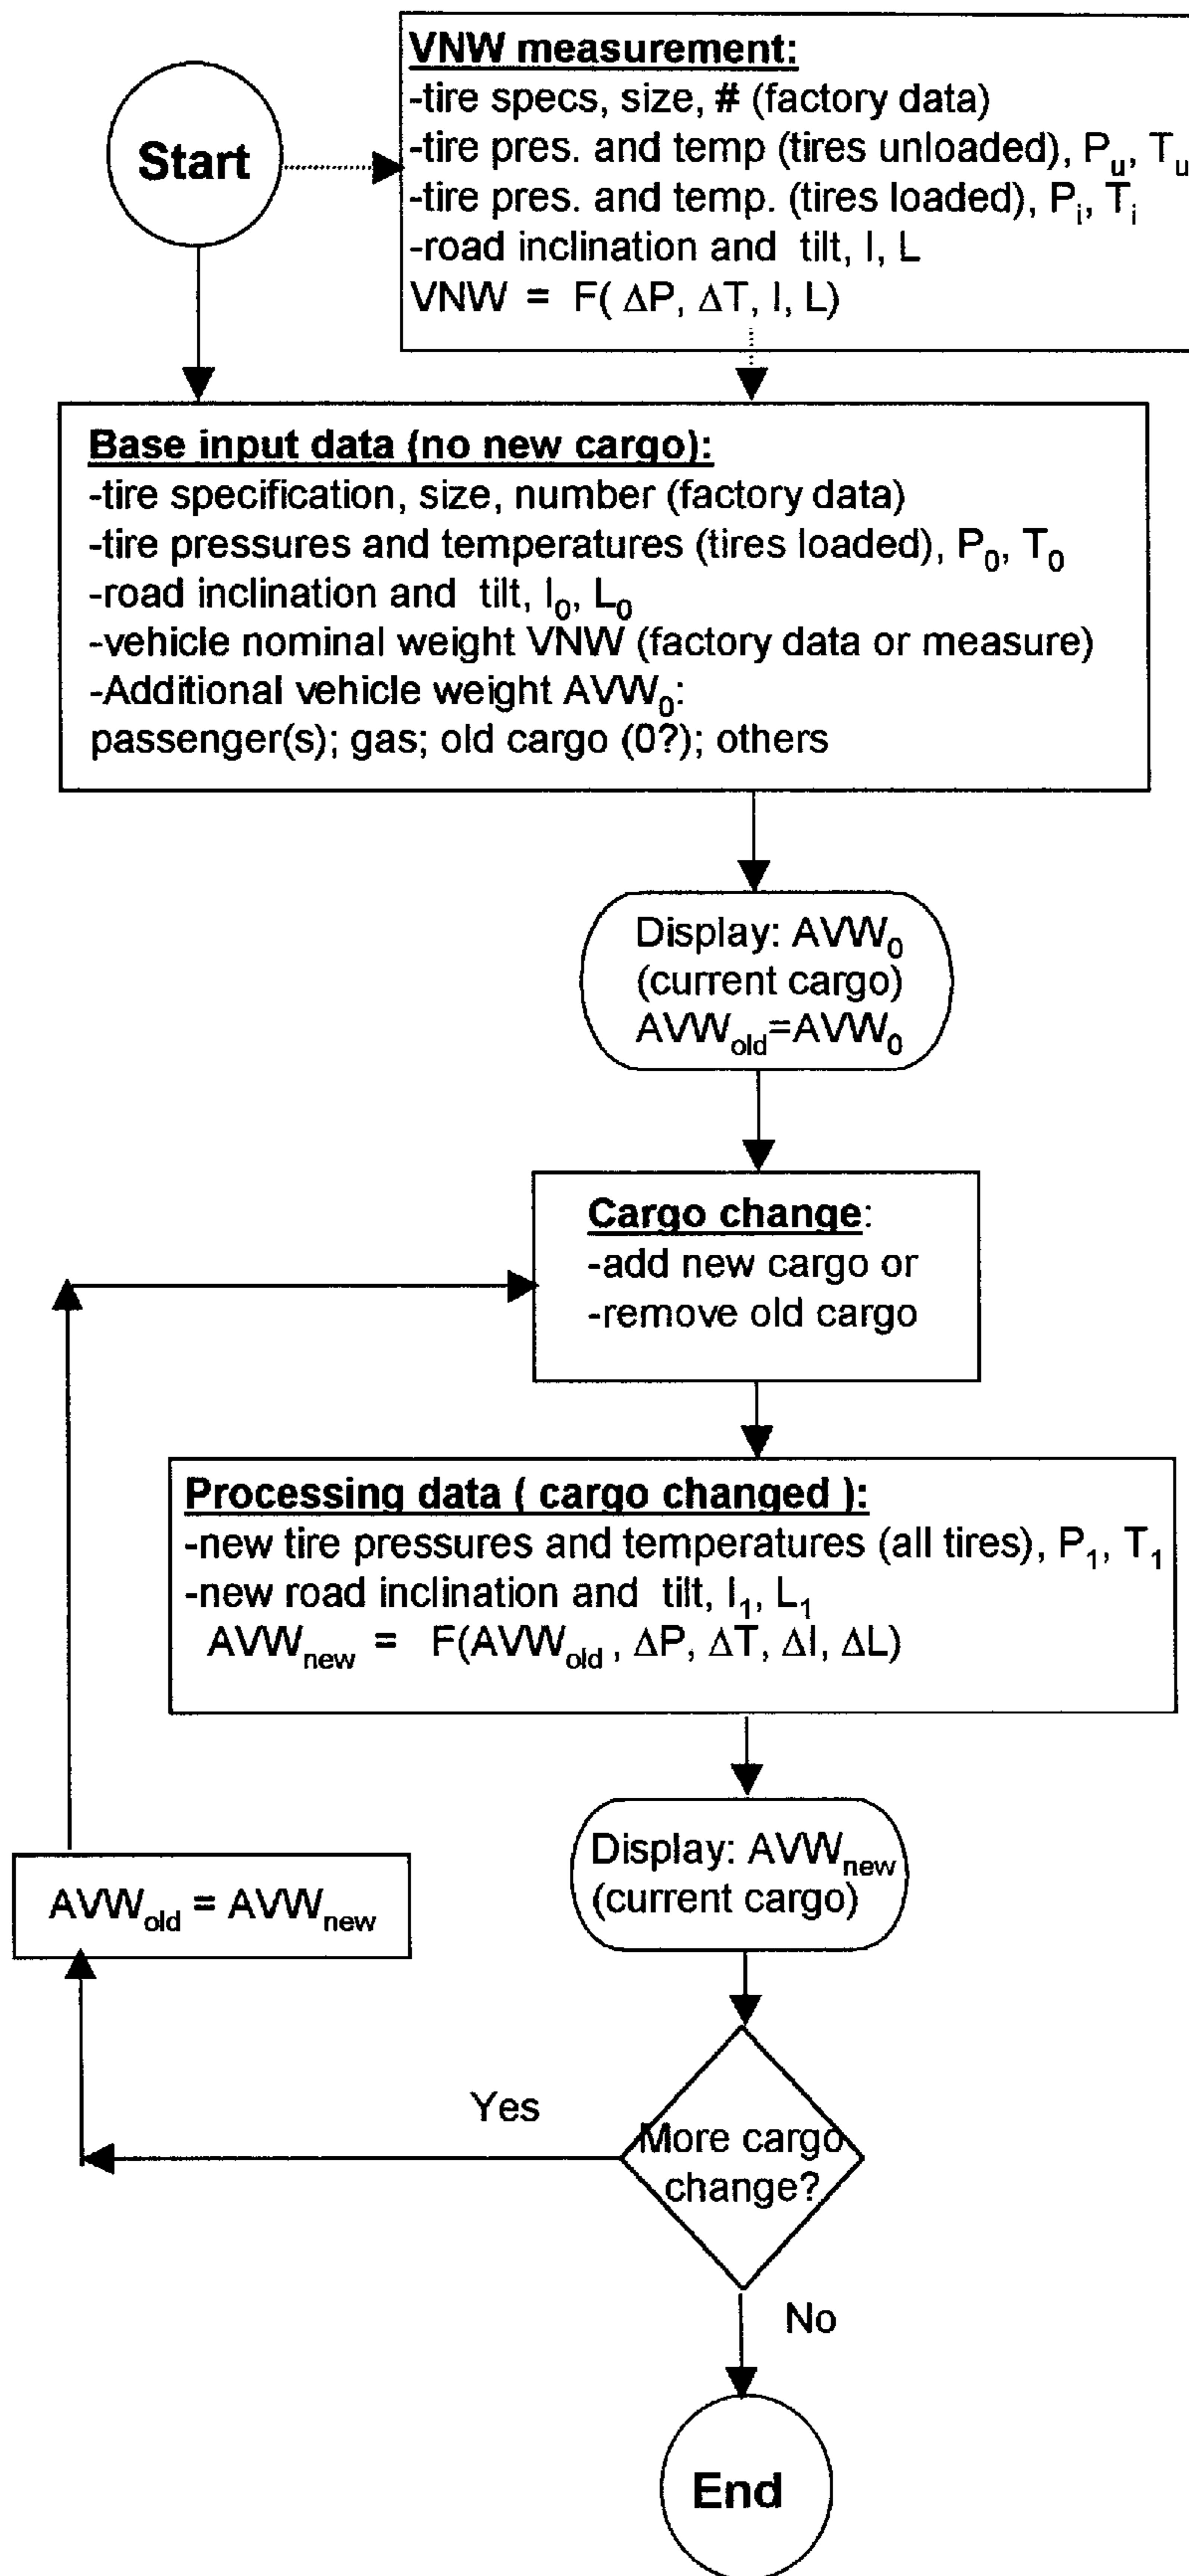 Start
VNW measurement:
-tire specs, size, # (factory data)
-tire pres. and temp (tires unloaded), Pᵤ, Tᵤ
-tire pres. and temp. (tires loaded), Pᵢ, Tᵢ
-road inclination and tilt, I, L
VNW = F( ΔP, ΔT, I, L)
Base input data (no new cargo):
-tire specification, size, number (factory data)
-tire pressures and temperatures (tires loaded), P₀, T₀
-road inclination and tilt, I₀, L₀
-vehicle nominal weight VNW (factory data or measure)
-Additional vehicle weight AVW₀:
passenger(s); gas; old cargo (0?); others
Display: AVW₀
(current cargo)
AVW_old=AVW₀
Cargo change:
-add new cargo or
-remove old cargo
Processing data ( cargo changed ):
-new tire pressures and temperatures (all tires), P₁, T₁
-new road inclination and tilt, I₁, L₁
AVW_new = F(AVW_old , ΔP, ΔT, ΔI, ΔL)
Display: AVW_new
(current cargo)
AVW_old = AVW_new
Yes
More cargo
change?
No
End